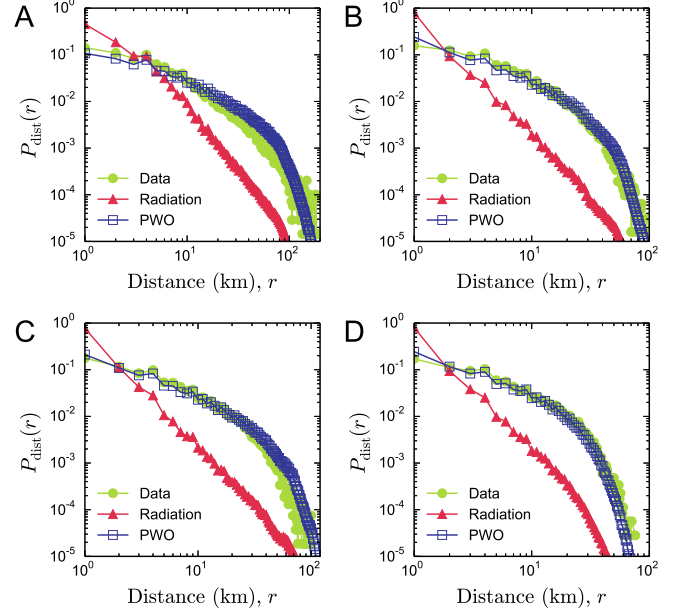 A
10^0
10^-1
10^-2
10^-3
10^-4
10^-5
P_dist(r)
Data
Radiation
PWO
10^0
10^1
10^2
Distance (km), r
B
10^0
10^-1
10^-2
10^-3
10^-4
10^-5
P_dist(r)
Data
Radiation
PWO
10^0
10^1
10^2
Distance (km), r
C
10^0
10^-1
10^-2
10^-3
10^-4
10^-5
P_dist(r)
Data
Radiation
PWO
10^0
10^1
10^2
Distance (km), r
D
10^0
10^-1
10^-2
10^-3
10^-4
10^-5
P_dist(r)
Data
Radiation
PWO
10^0
10^1
10^2
Distance (km), r